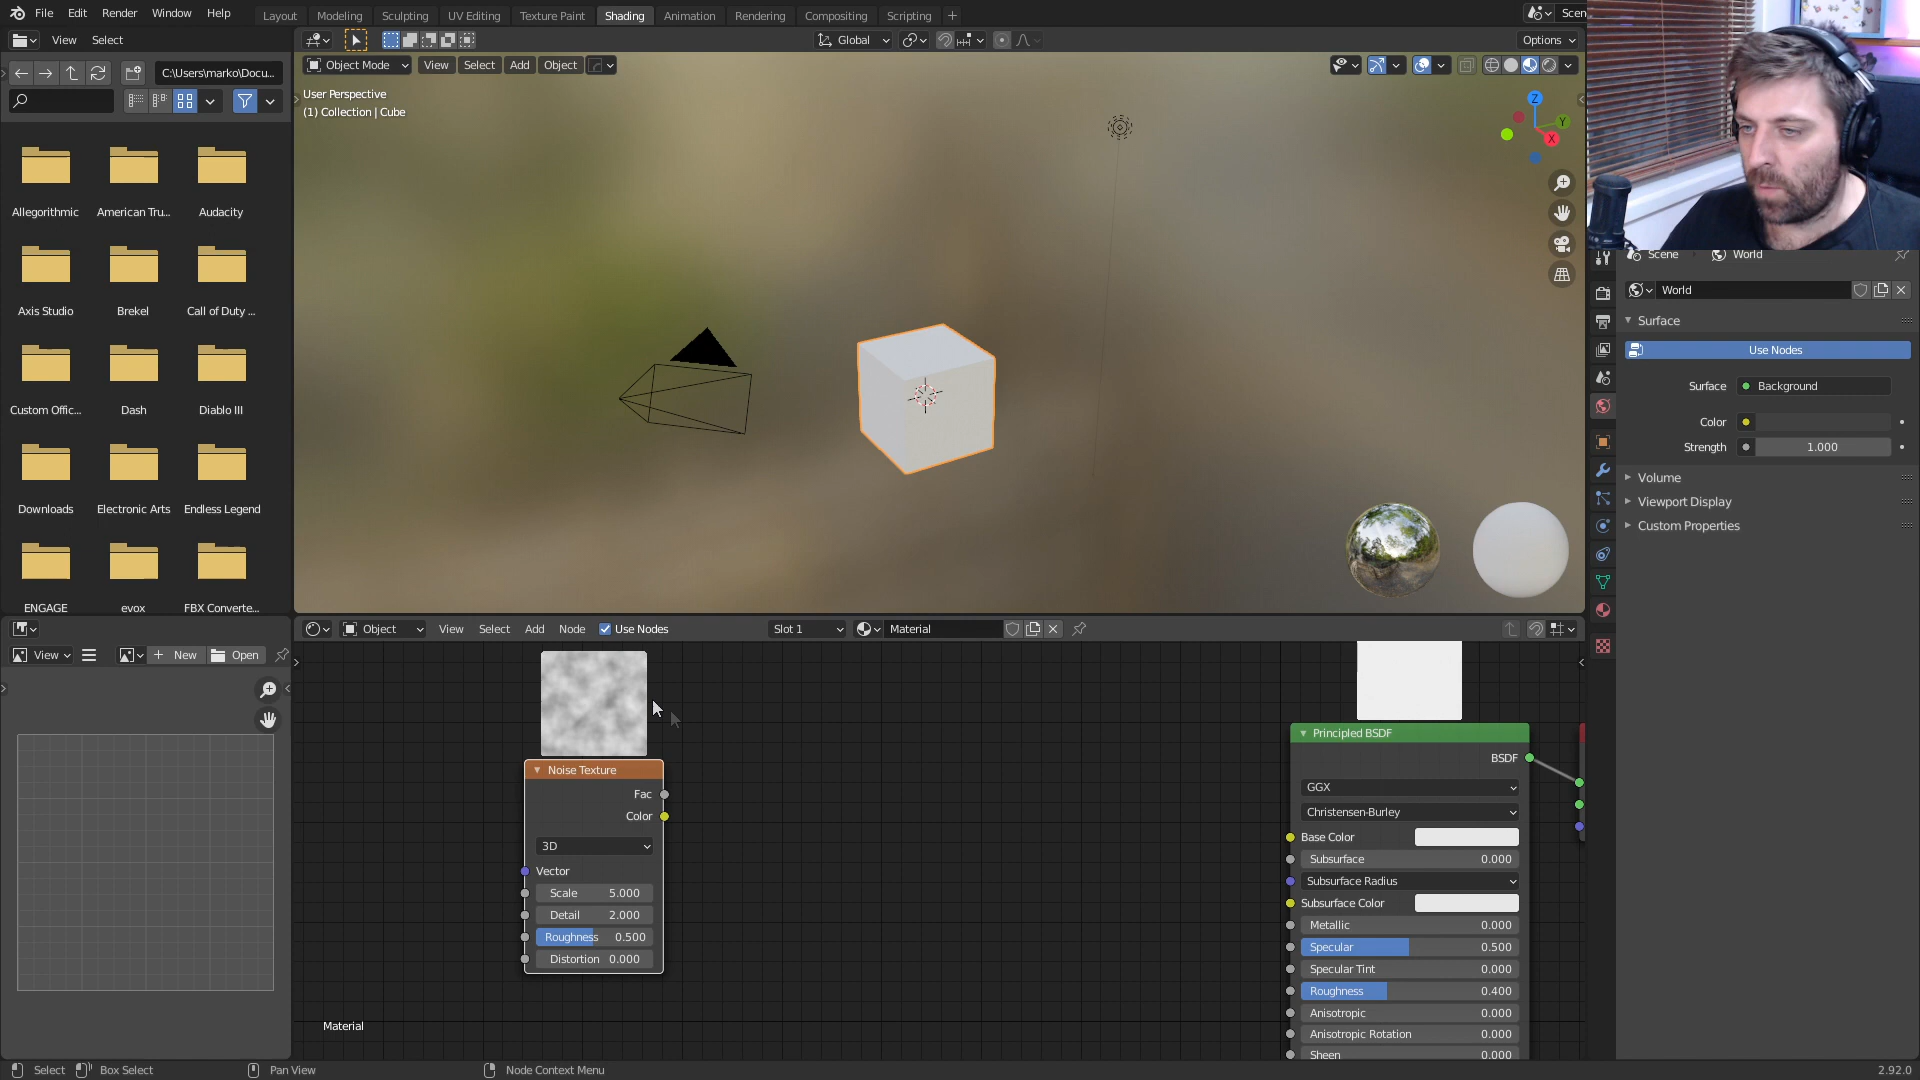 File Edit Render Window Help
Layout Modeling Sculpting UV Editing Texture Paint Shading Animation Rendering Compositing Scripting +
Scen
View Select
Global
Options
C:\Users\marko\Docu...
Object Mode View Select Add Object
User Perspective
(1) Collection | Cube
Z
Y
X
Allegorithmic American Tru... Audacity
Axis Studio Brekel Call of Duty ...
Custom Offic... Dash Diablo III
Downloads Electronic Arts Endless Legend
ENGAGE evox FBX Converte...
Scene World
World
Surface
Use Nodes
Surface Background
Color
Strength 1.000
Volume
Viewport Display
Custom Properties
Object View Select Add Node Use Nodes Slot 1 Material
View New Open
Noise Texture
Fac
Color
3D
Vector
Scale 5.000
Detail 2.000
Roughness 0.500
Distortion 0.000
Principled BSDF
BSDF
GGX
Christensen-Burley
Base Color
Subsurface 0.000
Subsurface Radius
Subsurface Color
Metallic 0.000
Specular 0.500
Specular Tint 0.000
Roughness 0.400
Anisotropic 0.000
Anisotropic Rotation 0.000
Sheen 0.000
Material
Select Box Select Pan View Node Context Menu 2.92.0